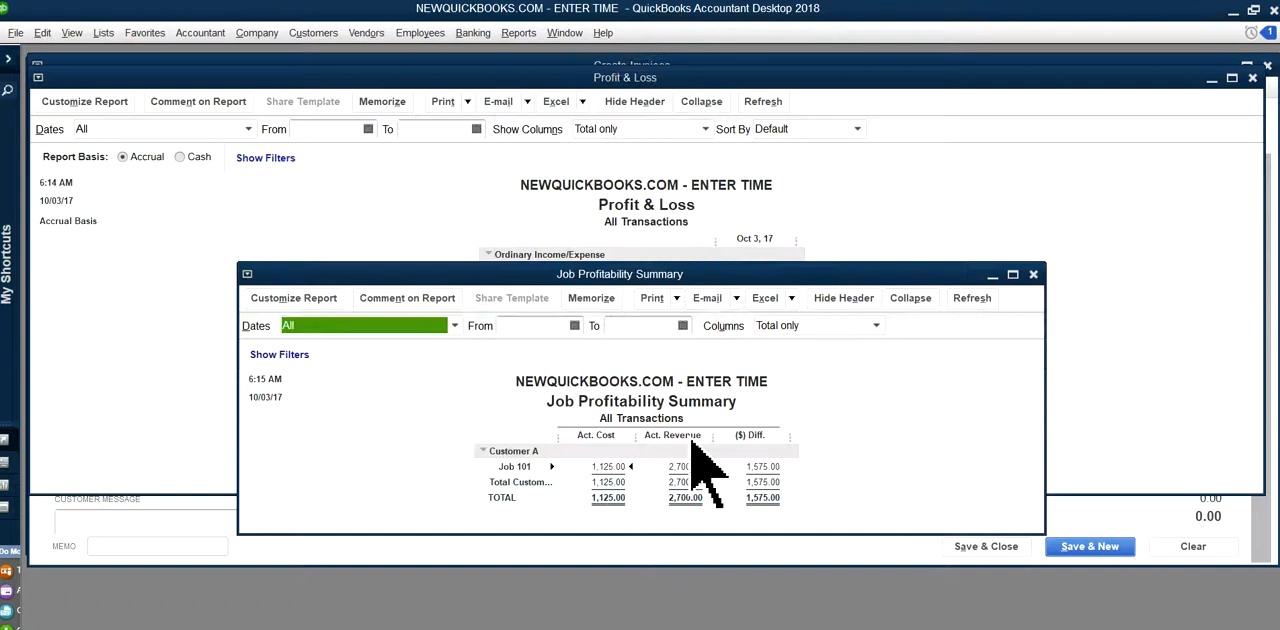 NEWQUICKBOOKS.COM - ENTER TIME - QuickBooks Accountant Desktop 2018
File Edit View Lists Favorites Accountant Company Customers Vendors Employees Banking Reports Window Help
1
Create Invoices
Profit & Loss
Customize Report Comment on Report Share Template Memorize Print E-mail Excel Hide Header Collapse Refresh
Dates All From To Show Columns Total only Sort By Default
Report Basis: Accrual Cash Show Filters
6:14 AM
10/03/17
Accrual Basis
NEWQUICKBOOKS.COM - ENTER TIME
Profit & Loss
All Transactions
Oct 3, 17
Ordinary Income/Expense
My Shortcuts
Job Profitability Summary
Customize Report Comment on Report Share Template Memorize Print E-mail Excel Hide Header Collapse Refresh
Dates All From To Columns Total only
Show Filters
6:15 AM
10/03/17
NEWQUICKBOOKS.COM - ENTER TIME
Job Profitability Summary
All Transactions
Act. Cost Act. Revenue ($) Diff.
Customer A
Job 101 1,125.00 1,575.00
Total Custom... 1,125.00 1,575.00
TOTAL 1,125.00 2,700.00 1,575.00
CUSTOMER MESSAGE
0.00
0.00
MEMO
Save & Close Save & New Clear